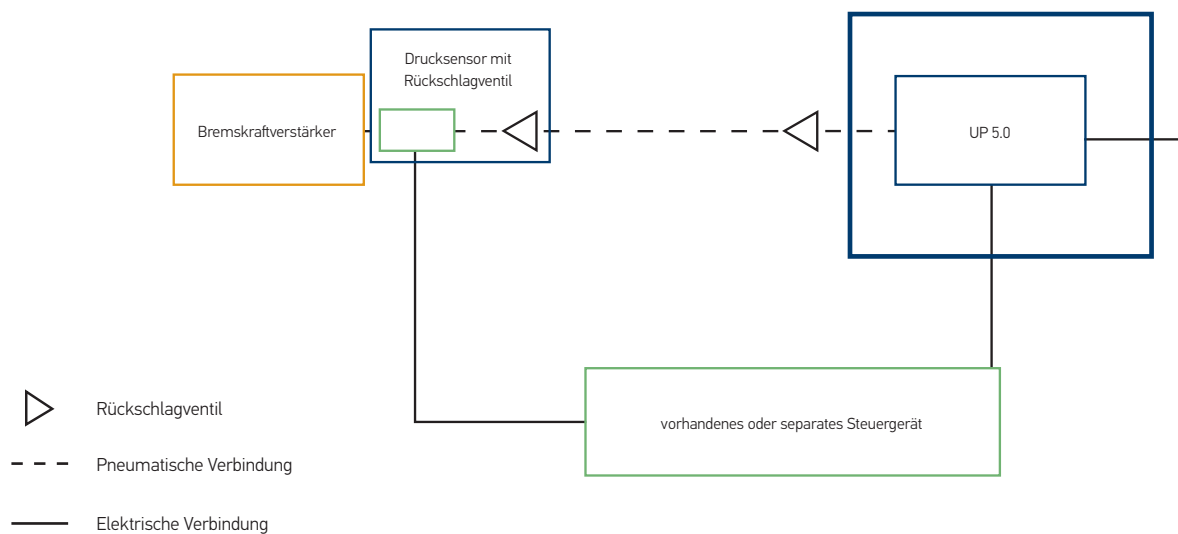 Drucksensor mit
Rückschlagventil
Bremskraftverstärker
UP 5.0
vorhandenes oder separates Steuergerät
Rückschlagventil
Pneumatische Verbindung
Elektrische Verbindung